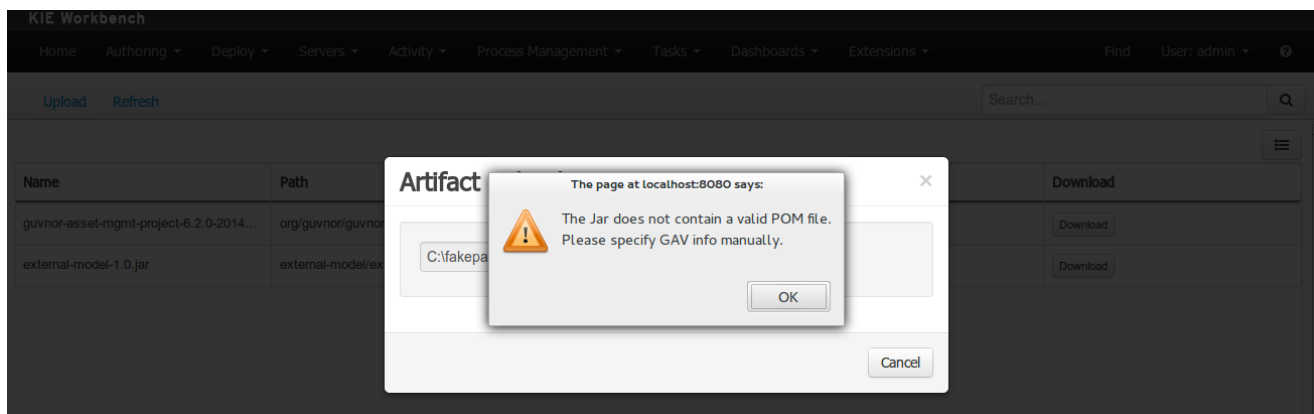 KIE Workbench
Home Authoring Deploy Servers Activity Process Management Tasks Dashboards Extensions Find User: admin
Upload Refresh Search...
Name Path Download
guvnor-asset-mgmt-project-6.2.0-2014... org/guvnor/guvno Download
external-model-1.0.jar external-model/ex Download
Artifact
The page at localhost:8080 says:
The Jar does not contain a valid POM file.
Please specify GAV info manually.
C:\fakepa
OK
Cancel